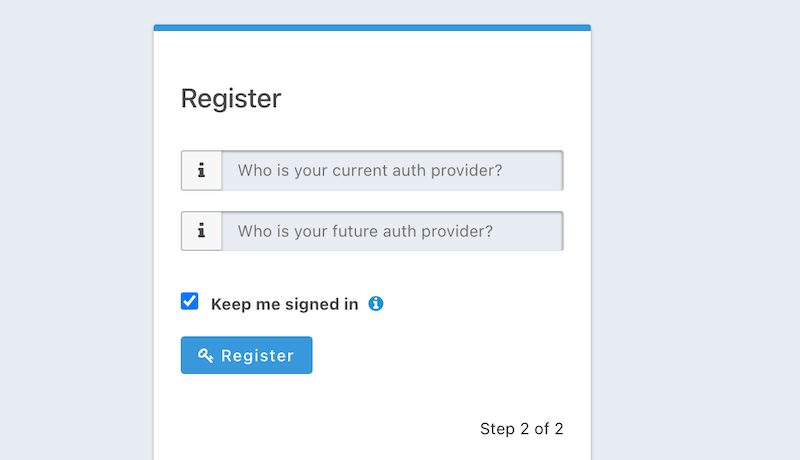 Register
Who is your current auth provider?
Who is your future auth provider?
Keep me signed in
Register
Step 2 of 2